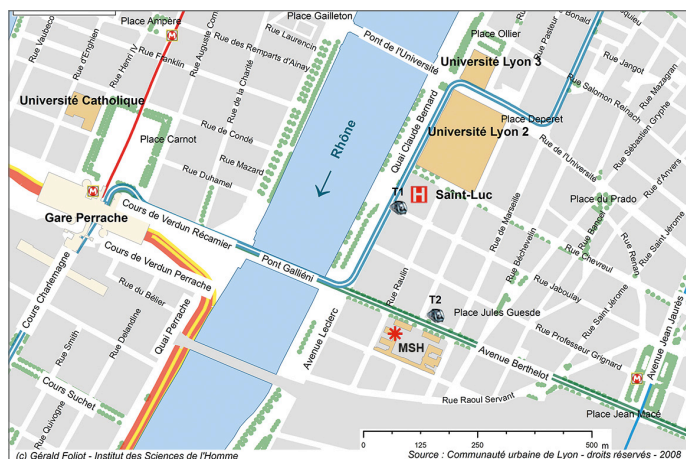 Place Gailleton
Place Ampère
Rue Vaubeco
Rue d'Enghien
Rue Henri IV
Rue Franklin
Rue Auguste Com
Rue des Remparts d'Ainay
Rue Laurencin
Pont de l'Université
Place Ollier
Rue Pasteur
Bonald
Rue Jangot
Rue Mazagran
Université Lyon 3
Rue Salomon Reinach
Université Catholique
Rue de la Charité
Place Carnot
Rue de Condé
Rhône
Quai Claude Bernard
Place Deperet
Université Lyon 2
Rue de l'Université
Rue Sébastien Gryphe
Rue Mazard
Rue Duhamel
T1
H
Saint-Luc
Rue d'Anvers
Place du Prado
M
Gare Perrache
Cours de Verdun Récamier
Rue de Marseille
Rue Béchevelin
Rue Bancel
Rue Chevreul
Rue Renan
Rue Saint Jérome
Cours de Verdun Perrache
Pont Galliéni
Cours Charlemagne
Rue du Bélier
Rue Raulin
T2
Rue Jaboulay
Rue Saint Jérome
Place Jules Guesde
Rue Smith
Rue Delandine
Quai Perrache
Avenue Leclerc
MSH
Avenue Berthelot
Rue Professeur Grignard
Avenue Jean Jaurès
M
Cours Suchet
Rue Quivogne
Rue Raoul Servant
Place Jean Macé
0 125 250 500 m
(c) Gérald Foliot - Institut des Sciences de l'Homme
Source : Communauté urbaine de Lyon - droits réservés - 2008